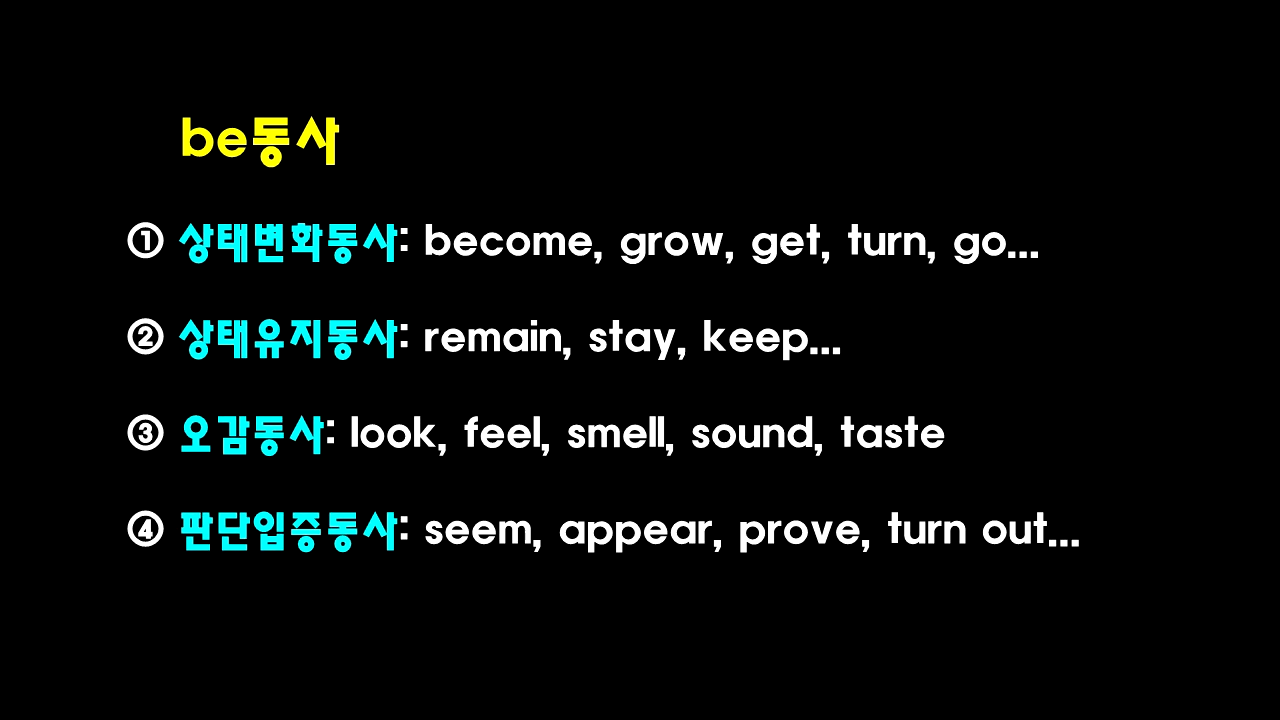 be동사
① 상태변화동사: become, grow, get, turn, go...
② 상태유지동사: remain, stay, keep...
③ 오감동사: look, feel, smell, sound, taste
④ 판단입증동사: seem, appear, prove, turn out...